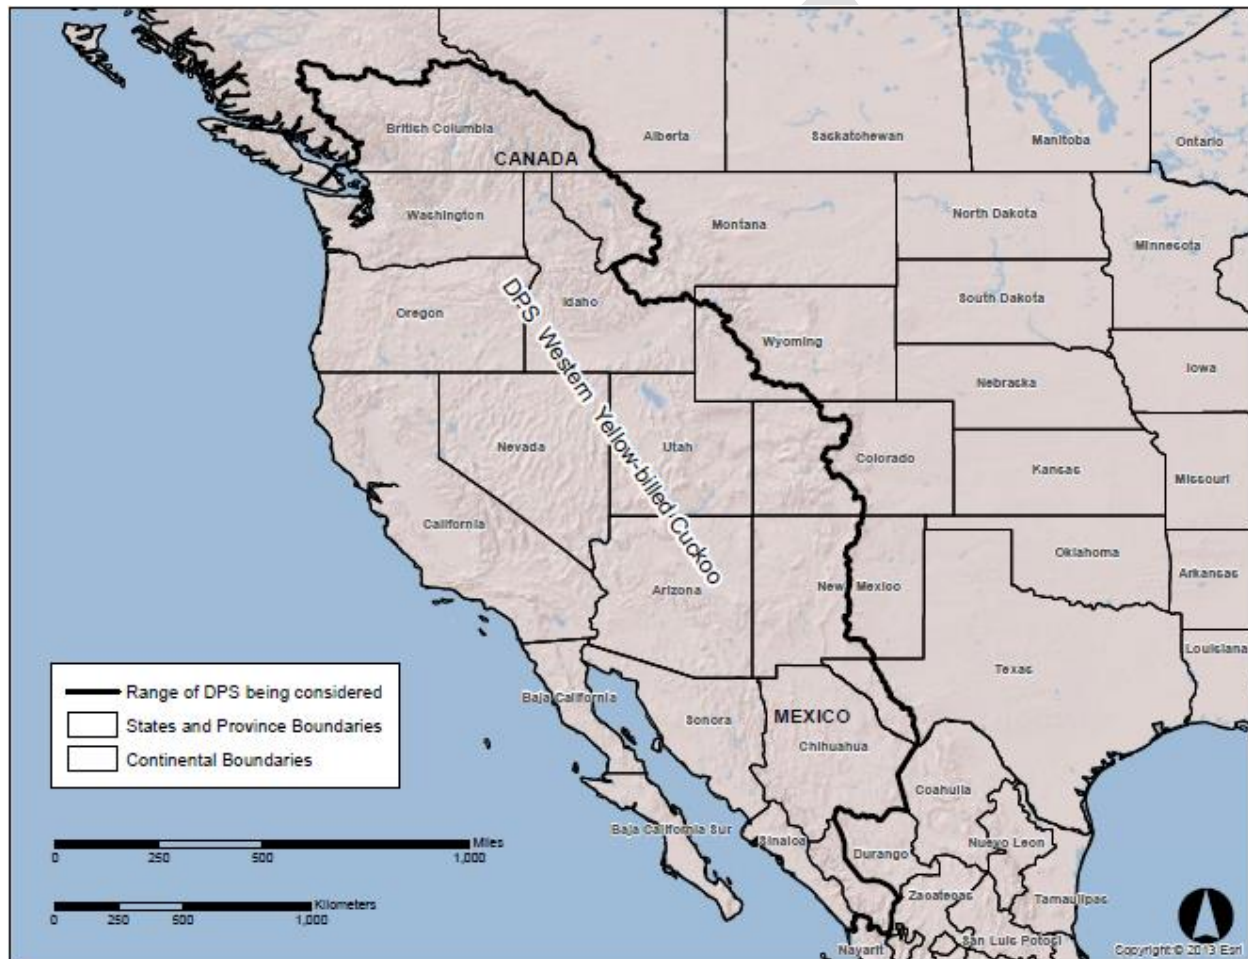 British Columbia
Alberta
Saskatchewan
Manitoba
Ontario
CANADA
Washington
Montana
North Dakota
Minnesota
Oregon
Idaho
South Dakota
Wyoming
Iowa
Nebraska
DPS Western Yellow-billed Cuckoo
Nevada
Utah
Colorado
Kansas
Missouri
California
Arizona
New Mexico
Oklahoma
Arkansas
Texas
Louisiana
Baja California
Sonora
MEXICO
Chihuahua
Coahuila
Baja California Sur
Sinaloa
Durango
Nuevo Leon
Zacatecas
Tamaulipas
Nayarit
San Luis Potosi
Range of DPS being considered
States and Province Boundaries
Continental Boundaries
Miles
0 250 500 1,000
Kilometers
0 250 500 1,000
Copyright:© 2013 Esri